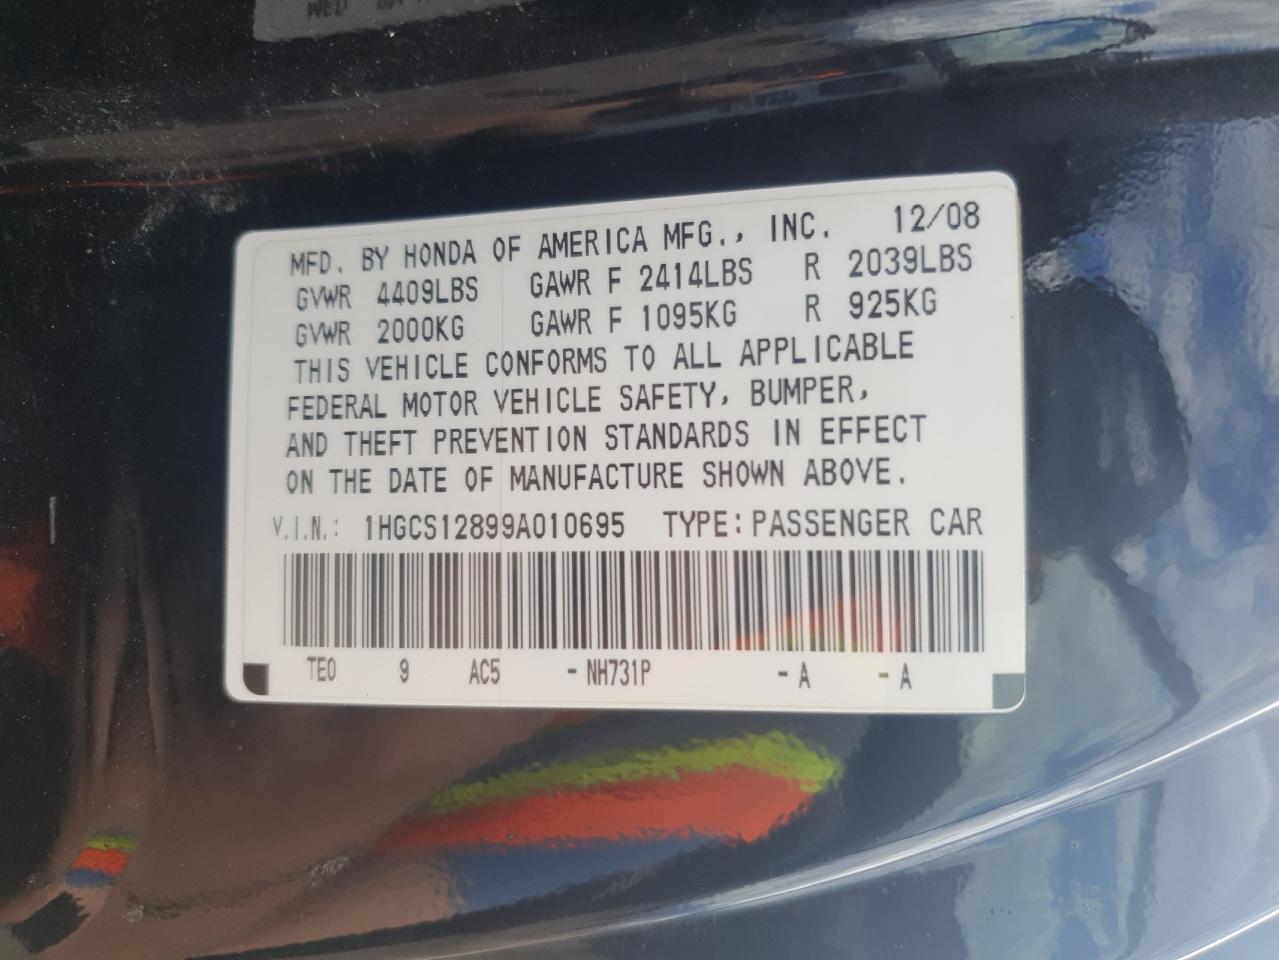 WED
MFD. BY HONDA OF AMERICA MFG., INC. 12/08
GVWR 4409LBS GAWR F 2414LBS R 2039LBS
GVWR 2000KG GAWR F 1095KG R 925KG
THIS VEHICLE CONFORMS TO ALL APPLICABLE
FEDERAL MOTOR VEHICLE SAFETY, BUMPER,
AND THEFT PREVENTION STANDARDS IN EFFECT
ON THE DATE OF MANUFACTURE SHOWN ABOVE.
V.I.N.: 1HGCS12899A010695 TYPE: PASSENGER CAR
TE0 9 AC5 -NH731P -A -A